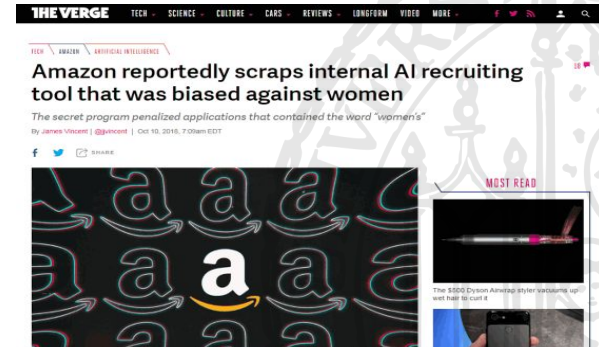 THE VERGE TECH SCIENCE CULTURE CARS REVIEWS LONGFORM VIDEO MORE
TECH AMAZON ARTIFICIAL INTELLIGENCE
Amazon reportedly scraps internal AI recruiting
tool that was biased against women
The secret program penalized applications that contained the word "women's"
By James Vincent | @jjvincent | Oct 10, 2018, 7:09am EDT
SHARE
MOST READ
The $500 Dyson Airwrap styler vacuums up
wet hair to curl it